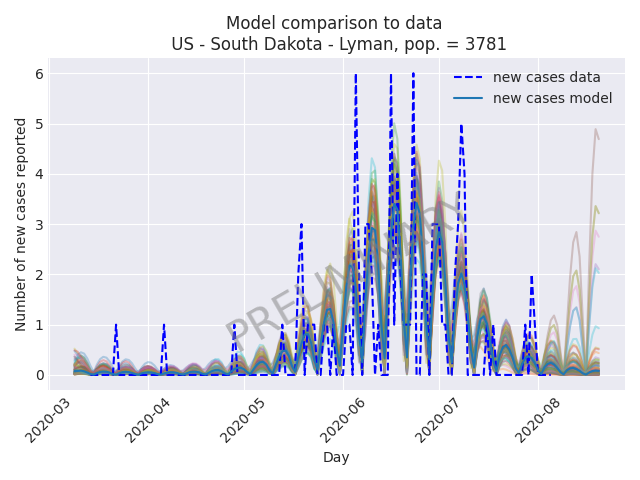 Model comparison to data
US - South Dakota - Lyman, pop. = 3781
new cases data
new cases model
PRELIMINARY
Number of new cases reported
6
5
4
3
2
1
0
2020-03
2020-04
2020-05
2020-06
2020-07
2020-08
Day